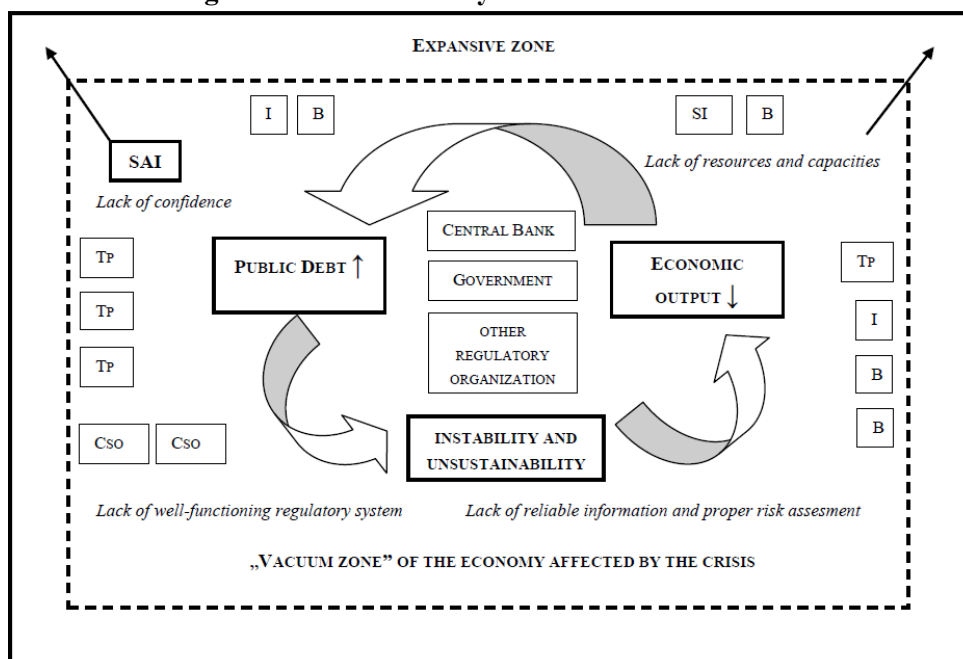 EXPANSIVE ZONE
I B
SI B
SAI
Lack of resources and capacities
Lack of confidence
CENTRAL BANK
TP
PUBLIC DEBT ↑
ECONOMIC
OUTPUT ↓
TP
GOVERNMENT
TP
I
OTHER
REGULATORY
ORGANIZATION
TP
B
CSO CSO
INSTABILITY AND
UNSUSTAINABILITY
B
Lack of well-functioning regulatory system
Lack of reliable information and proper risk assesment
„VACUUM ZONE” OF THE ECONOMY AFFECTED BY THE CRISIS